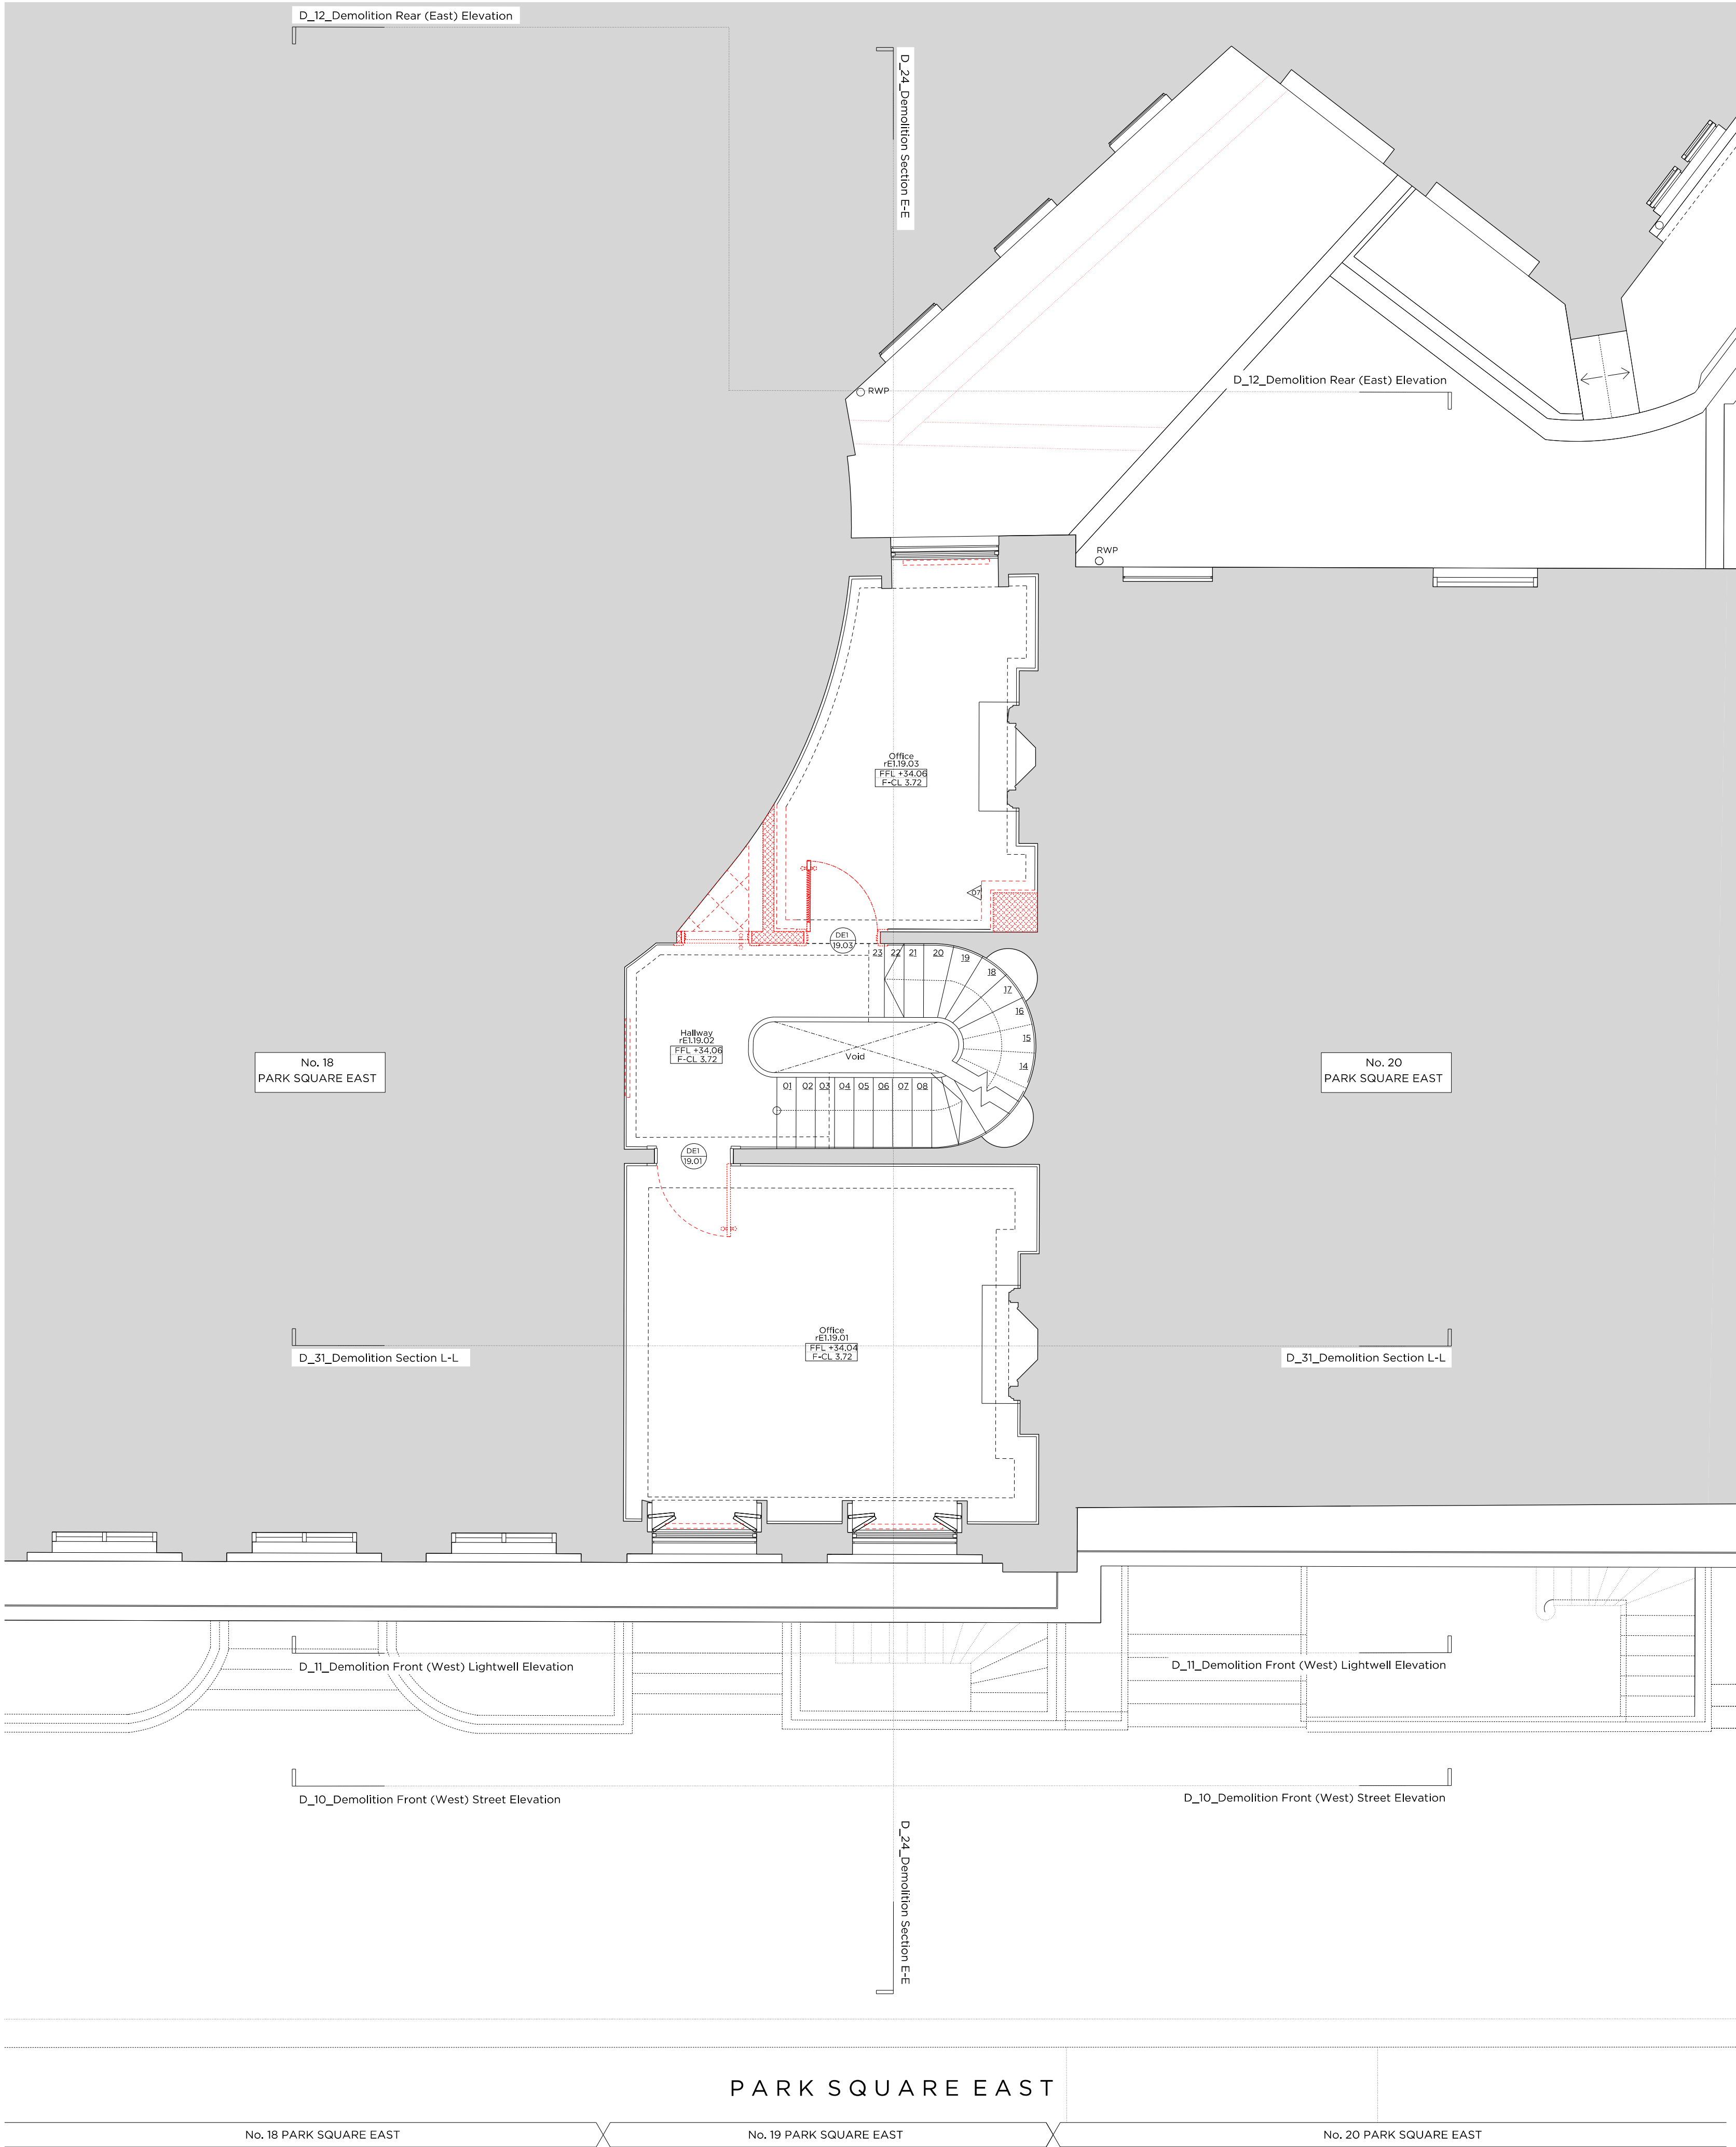 D_12_Demolition Rear (East) Elevation
D_24_Demolition Section E-E
D_12_Demolition Rear (East) Elevation
RWP
RWP
Office
rE1.19.03
FFL +34.06
F-CL 3.72
07
DE1
19.03
23
22
21
20
19
18
17
16
15
14
Hallway
rE1.19.02
FFL +34.06
F-CL 3.72
Void
01
02
03
04
05
06
07
08
No. 18
PARK SQUARE EAST
No. 20
PARK SQUARE EAST
DE1
19.01
Office
rE1.19.01
FFL +34.04
F-CL 3.72
D_31_Demolition Section L-L
D_31_Demolition Section L-L
D_11_Demolition Front (West) Lightwell Elevation
D_11_Demolition Front (West) Lightwell Elevation
D_10_Demolition Front (West) Street Elevation
D_10_Demolition Front (West) Street Elevation
D_24_Demolition Section E-E
PARK SQUARE EAST
No. 18 PARK SQUARE EAST
No. 19 PARK SQUARE EAST
No. 20 PARK SQUARE EAST